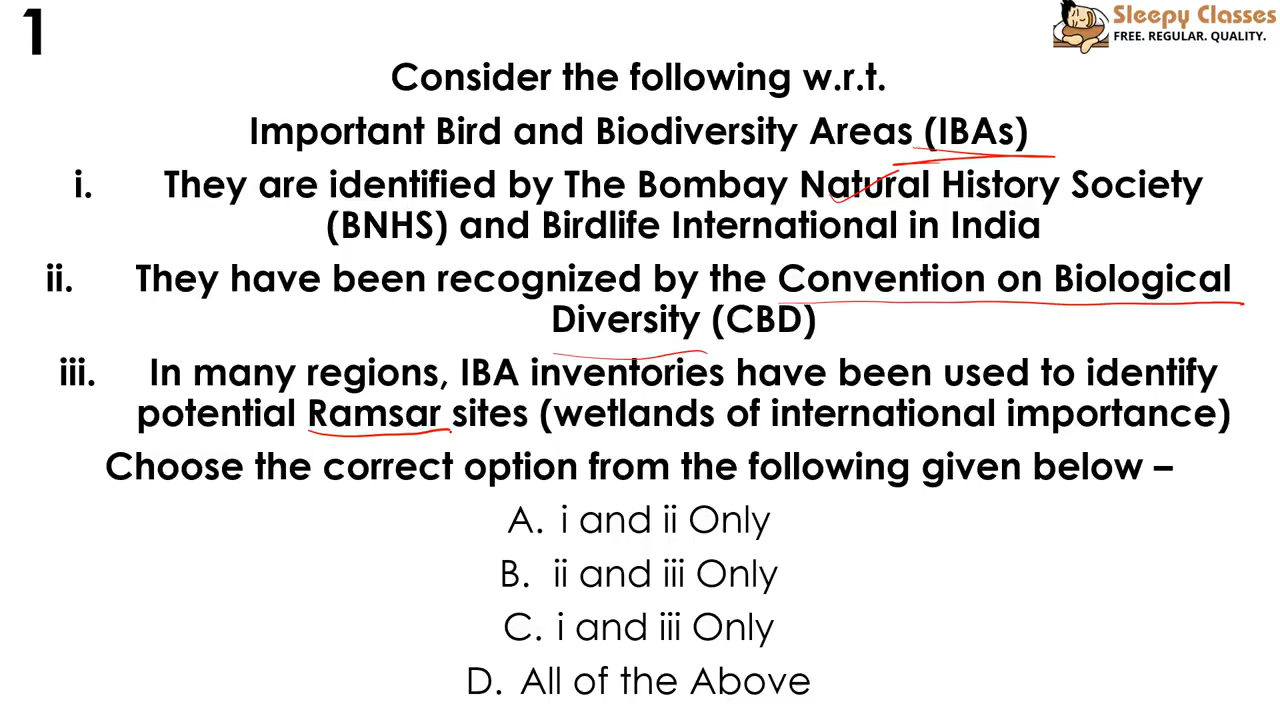 1
Sleepy Classes
FREE. REGULAR. QUALITY.
Consider the following w.r.t.
Important Bird and Biodiversity Areas (IBAs)
i. They are identified by The Bombay Natural History Society
(BNHS) and Birdlife International in India
ii. They have been recognized by the Convention on Biological
Diversity (CBD)
iii. In many regions, IBA inventories have been used to identify
potential Ramsar sites (wetlands of international importance)
Choose the correct option from the following given below –
A. i and ii Only
B. ii and iii Only
C. i and iii Only
D. All of the Above